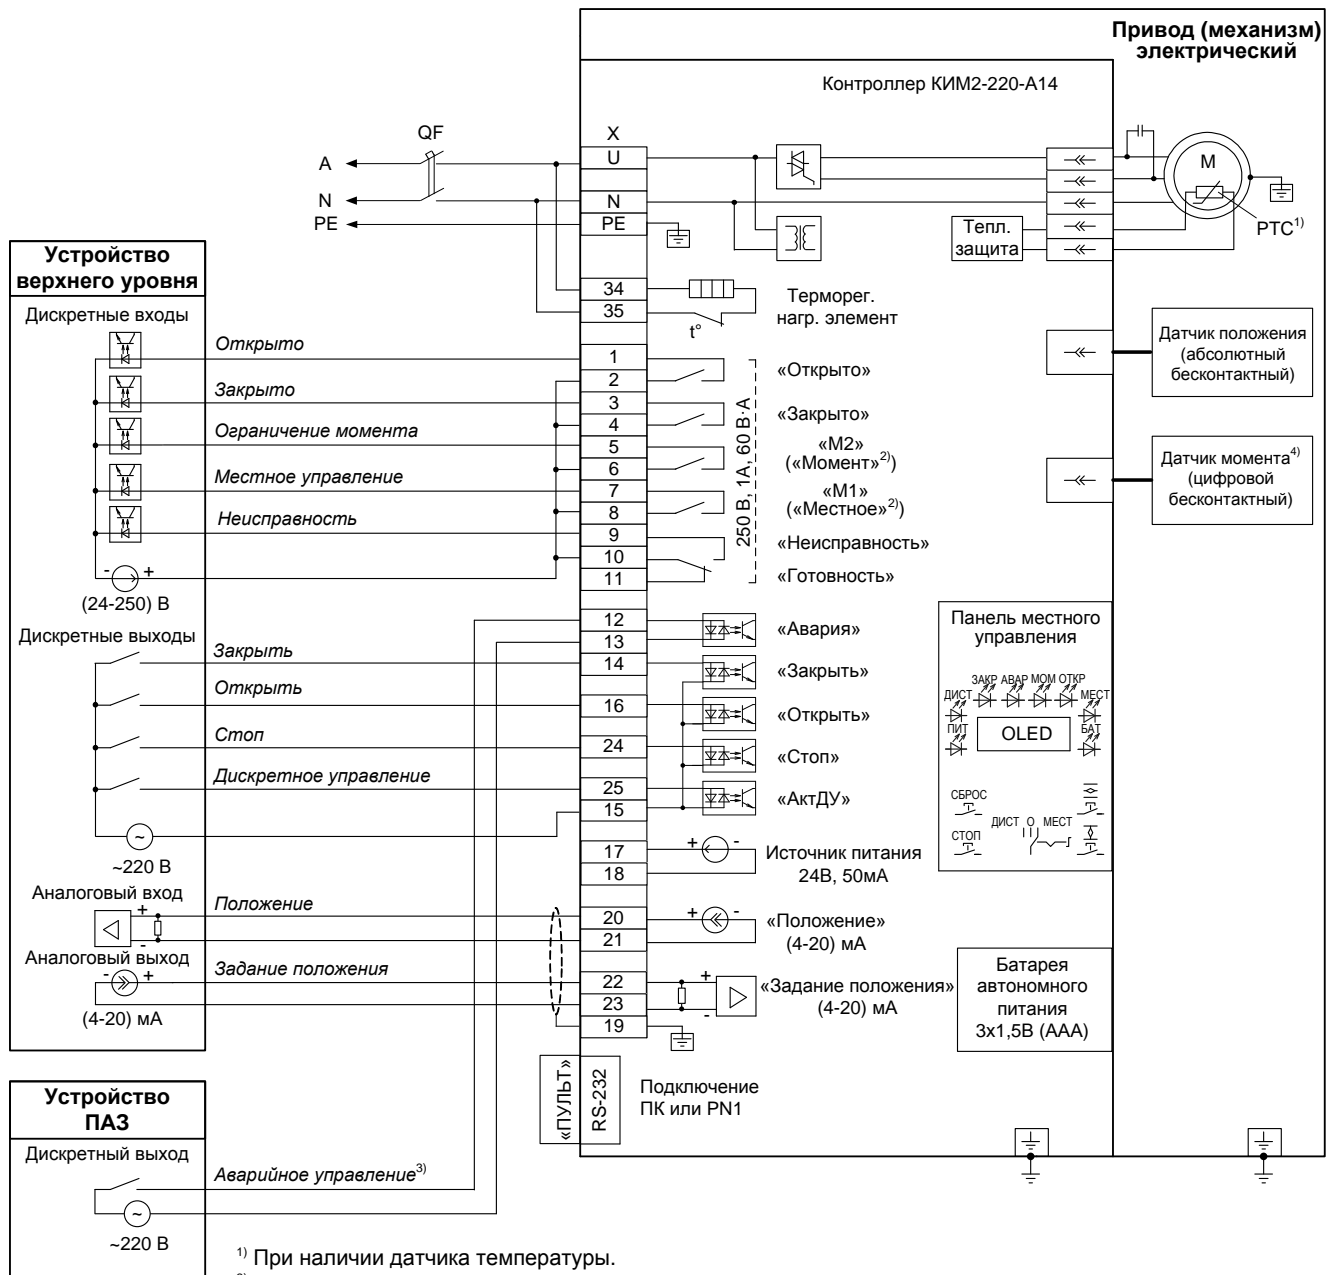 Привод (механизм)
электрический
Контроллер КИМ2-220-А14
QF
X
A
U
N
N
PE
PE
M
PTC1)
Тепл.
защита
Устройство
верхнего уровня
Дискретные входы
34
35
t°
Терморег.
нагр. элемент
Открыто
1
2
«Открыто»
Закрыто
3
4
«Закрыто»
Ограничение момента
5
6
«М2»
(«Момент»2))
Местное управление
7
8
«М1»
(«Местное»2))
Неисправность
9
10
11
«Неисправность»
«Готовность»
250 В, 1А, 60 В·А
- +
(24-250) В
Датчик положения
(абсолютный
бесконтактный)
Датчик момента4)
(цифровой
бесконтактный)
Дискретные выходы
12
13
«Авария»
Закрыть
14
«Закрыть»
Открыть
16
«Открыть»
Стоп
24
«Стоп»
Дискретное управление
25
15
«АктДУ»
~
~220 В
17
18
+ -
Источник питания
24В, 50мА
Панель местного
управления
ЗАКР АВАР МОМ ОТКР
ДИСТ МЕСТ
ПИТ OLED БАТ
СБРОС
ДИСТ О МЕСТ
СТОП
Аналоговый вход
+
-
Положение
20
21
+ -
«Положение»
(4-20) мА
Аналоговый выход
- +
(4-20) мА
Задание положения
22
23
19
+
-
«Задание положения»
(4-20) мА
Батарея
автономного
питания
3х1,5В (ААА)
«ПУЛЬТ»
RS-232
Подключение
ПК или PN1
Устройство
ПАЗ
Дискретный выход
Аварийное управление3)
~
~220 В
1) При наличии датчика температуры.